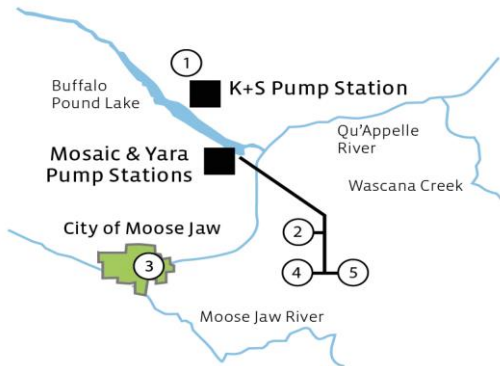 1
K+S Pump Station
Buffalo
Pound Lake
Qu'Appelle
River
Mosaic & Yara
Pump Stations
Wascana Creek
City of Moose Jaw
2
3
4
5
Moose Jaw River